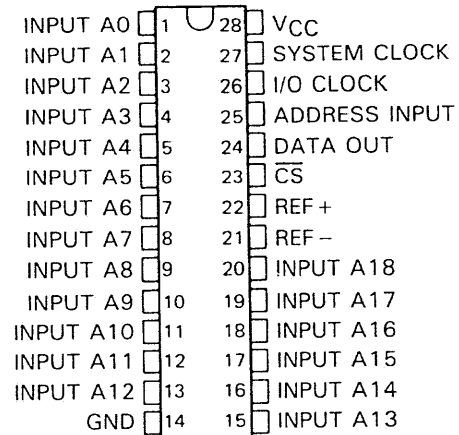 INPUT A0 1 28 VCC
INPUT A1 2 27 SYSTEM CLOCK
INPUT A2 3 26 I/O CLOCK
INPUT A3 4 25 ADDRESS INPUT
INPUT A4 5 24 DATA OUT
INPUT A5 6 23 C̅S̅
INPUT A6 7 22 REF+
INPUT A7 8 21 REF−
INPUT A8 9 20 INPUT A18
INPUT A9 10 19 INPUT A17
INPUT A10 11 18 INPUT A16
INPUT A11 12 17 INPUT A15
INPUT A12 13 16 INPUT A14
GND 14 15 INPUT A13